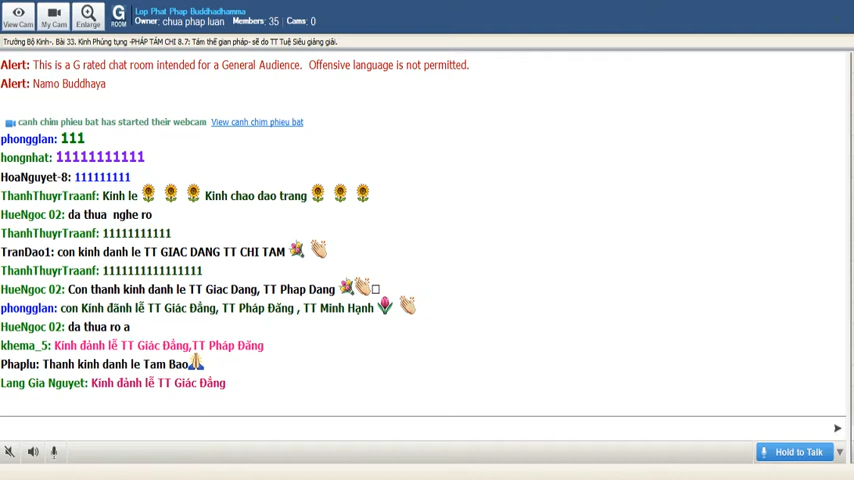 View Cam
My Cam
Enlarge
G
ROOM
Lop Phat Phap Buddhadhamma
Owner: chua phap luan Members: 35 Cams: 0
Trường Bộ Kinh-. Bài 33. Kinh Phúng tụng -PHÁP TÁM CHI 8.7: Tám thế gian pháp- sẽ do TT Tuệ Siêu giảng giải.
Alert: This is a G rated chat room intended for a General Audience. Offensive language is not permitted.
Alert: Namo Buddhaya
canh chim phieu bat has started their webcam View canh chim phieu bat
phongglan: 111
hongnhat: 11111111111
HoaNguyet-8: 111111111
ThanhThuyrTraanf: Kinh le Kinh chao dao trang
HueNgoc 02: da thua nghe ro
ThanhThuyrTraanf: 11111111111
TranDao1: con kinh danh le TT GIAC DANG TT CHI TAM
ThanhThuyrTraanf: 1111111111111111
HueNgoc 02: Con thanh kinh danh le TT Giac Dang, TT Phap Dang
phongglan: con Kính đãnh lễ TT Giác Đẳng, TT Pháp Đăng , TT Minh Hạnh
HueNgoc 02: da thua ro a
khema_5: Kính đảnh lễ TT Giác Đẳng,TT Pháp Đăng
Phaplu: Thanh kinh danh le Tam Bao
Lang Gia Nguyet: Kính đảnh lễ TT Giác Đẳng
Hold to Talk